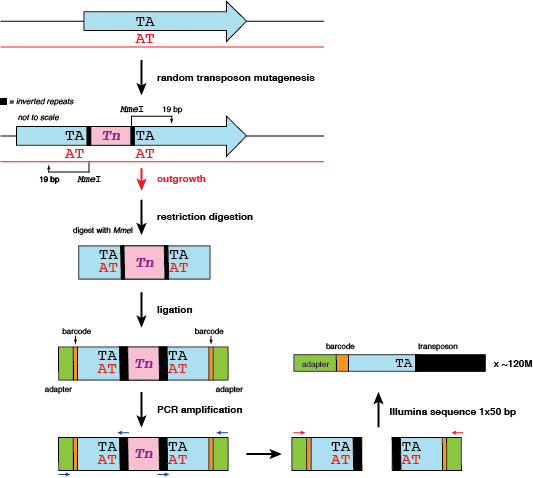 TA
AT
random transposon mutagenesis
= inverted repeats
MmeI
19 bp
not to scale
TA Tn TA
AT AT
19 bp MmeI
outgrowth
restriction digestion
digest with MmeI
TA TA
AT Tn AT
ligation
barcode barcode
TA TA
AT Tn AT
adapter adapter
barcode transposon
adapter TA x ~120M
PCR amplification
Illumina sequence 1x50 bp
TA TA
AT Tn AT
TA TA
AT AT